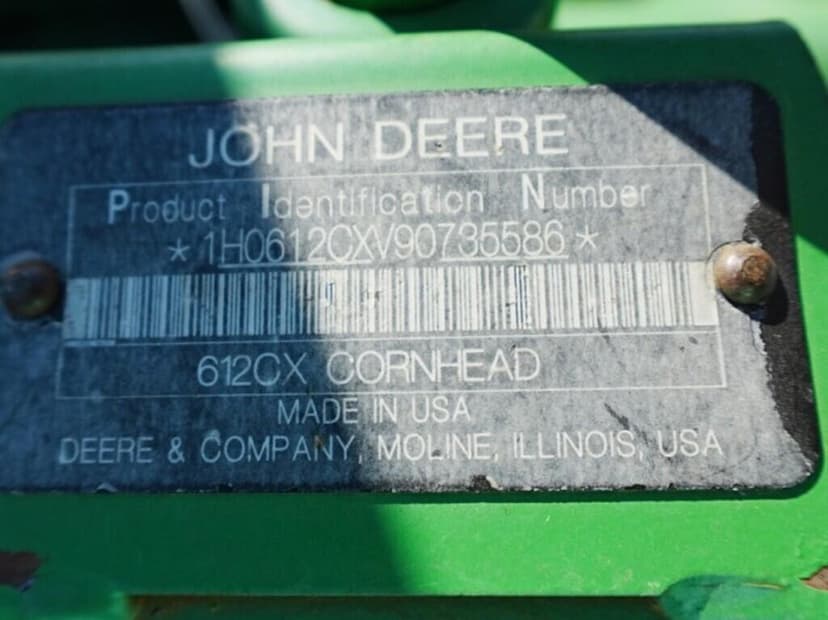 JOHN DEERE
Product Identification Number
*1H0612CXV90735586*
612CX CORNHEAD
MADE IN USA
DEERE & COMPANY, MOLINE, ILLINOIS, USA